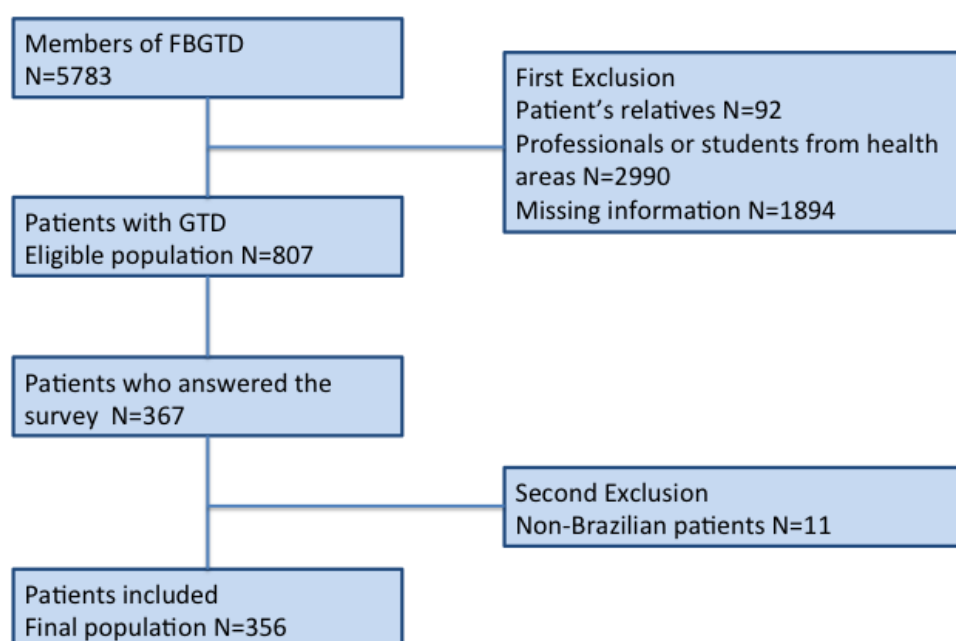 Members of FBGTD
N=5783
First Exclusion
Patient's relatives N=92
Professionals or students from health
areas N=2990
Missing information N=1894
Patients with GTD
Eligible population N=807
Patients who answered the
survey  N=367
Second Exclusion
Non-Brazilian patients N=11
Patients included
Final population N=356